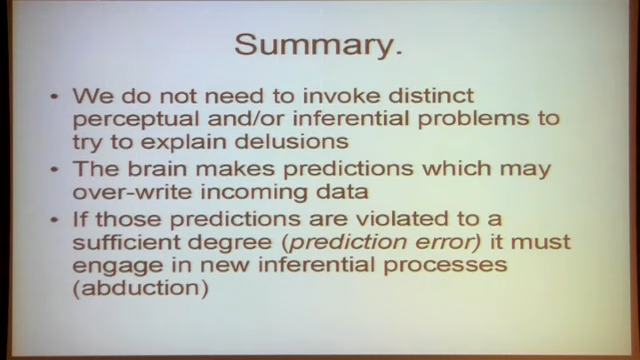 Summary.
• We do not need to invoke distinct
perceptual and/or inferential problems to
try to explain delusions
• The brain makes predictions which may
over-write incoming data
• If those predictions are violated to a
sufficient degree (prediction error) it must
engage in new inferential processes
(abduction)